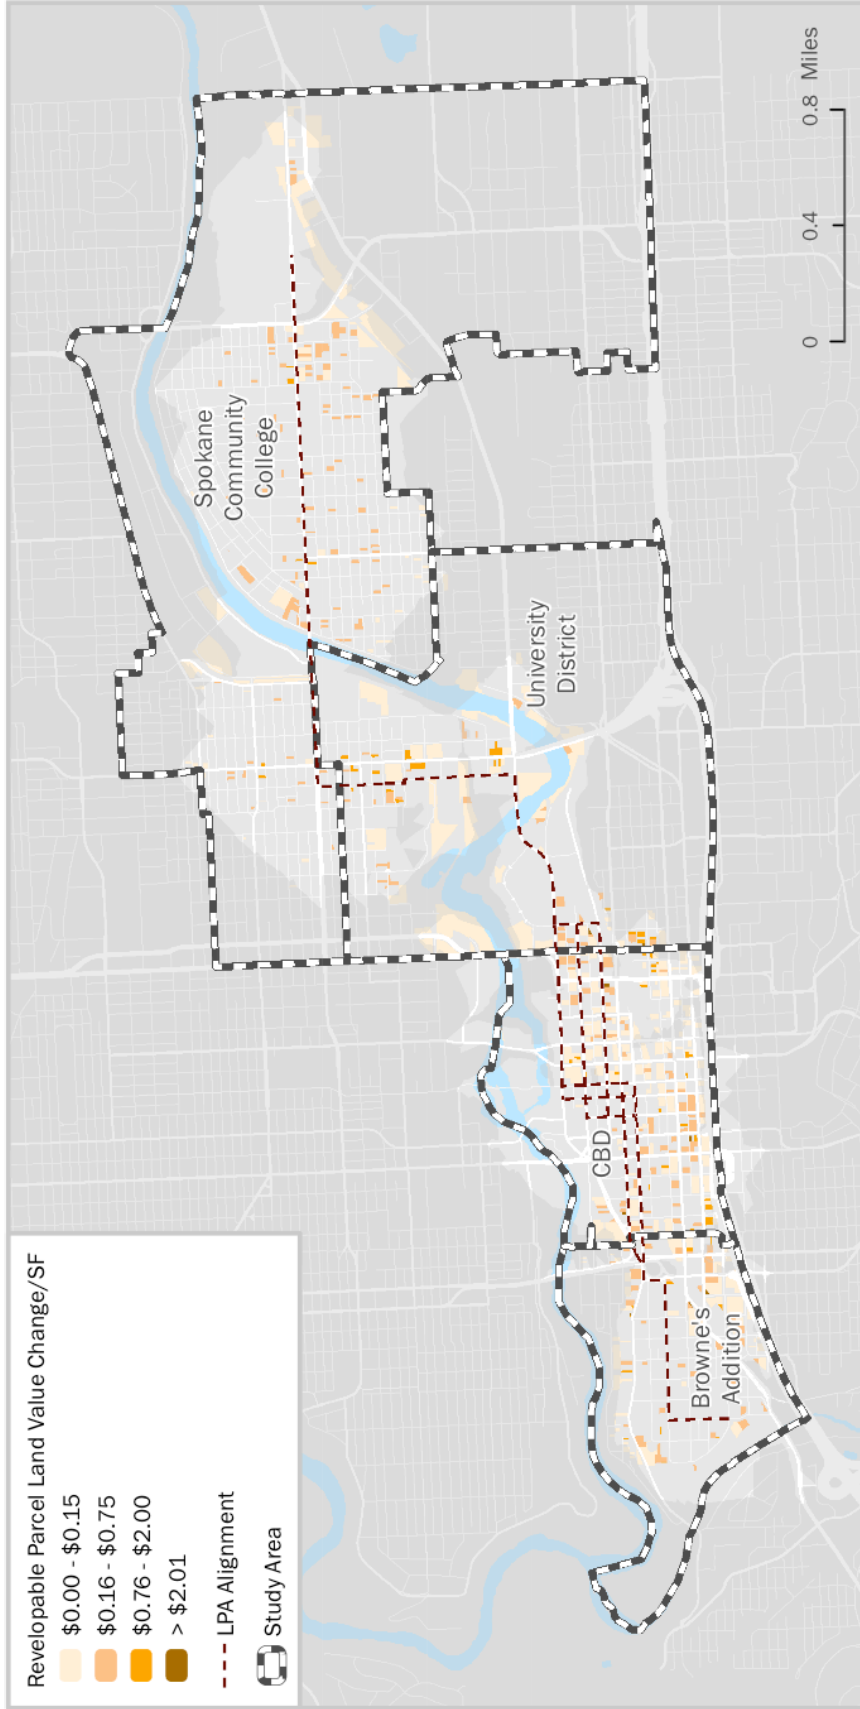 Revelopable Parcel Land Value Change/SF
$0.00 - $0.15
$0.16 - $0.75
$0.76 - $2.00
> $2.01
LPA Alignment
Study Area
Browne's
Addition
CBD
University
District
Spokane
Community
College
0 0.4 0.8 Miles